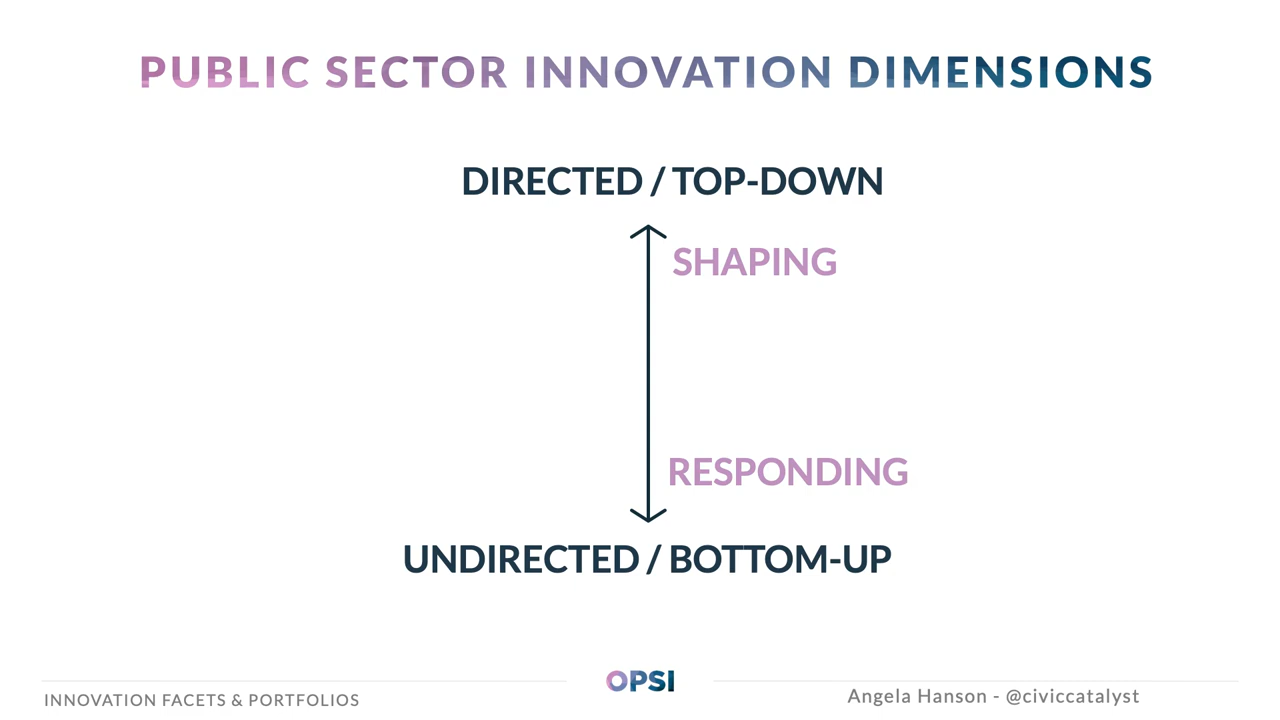 PUBLIC SECTOR INNOVATION DIMENSIONS
DIRECTED / TOP-DOWN
SHAPING
RESPONDING
UNDIRECTED / BOTTOM-UP
INNOVATION FACETS & PORTFOLIOS
OPSI
Angela Hanson - @civiccatalyst